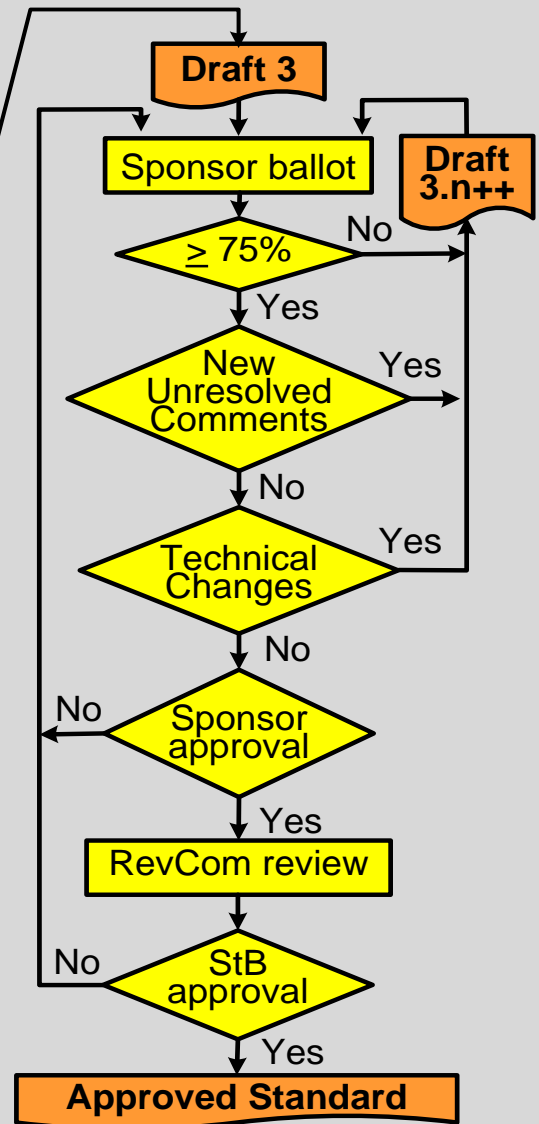 Draft 3
Sponsor ballot
Draft
3.n++
≥ 75%
No
Yes
New
Unresolved
Comments
Yes
No
Technical
Changes
Yes
No
No
Sponsor
approval
Yes
RevCom review
No
StB
approval
Yes
Approved Standard